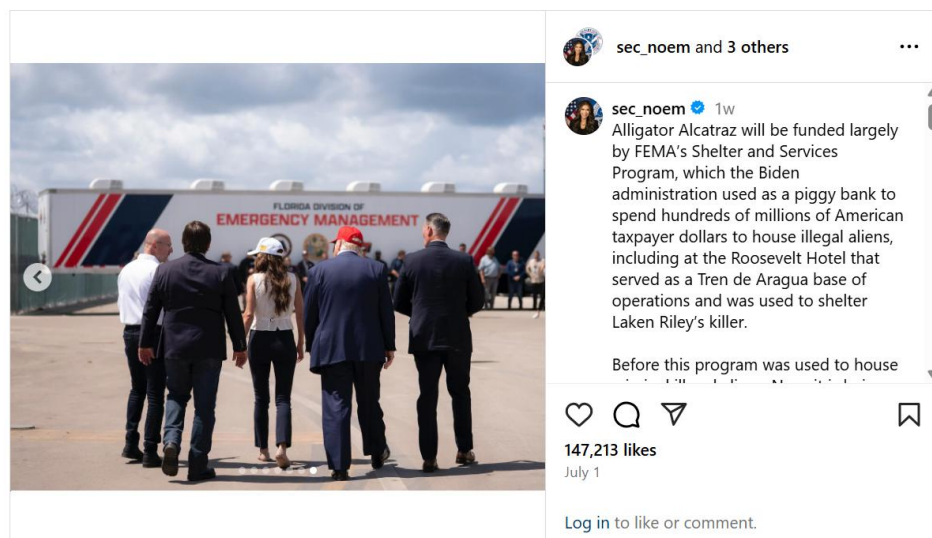 sec_noem and 3 others
sec_noem 1w
Alligator Alcatraz will be funded largely
by FEMA’s Shelter and Services
Program, which the Biden
administration used as a piggy bank to
spend hundreds of millions of American
taxpayer dollars to house illegal aliens,
including at the Roosevelt Hotel that
served as a Tren de Aragua base of
operations and was used to shelter
Laken Riley’s killer.
Before this program was used to house
FLORIDA DIVISION OF
EMERGENCY MANAGEMENT
147,213 likes
July 1
Log in to like or comment.